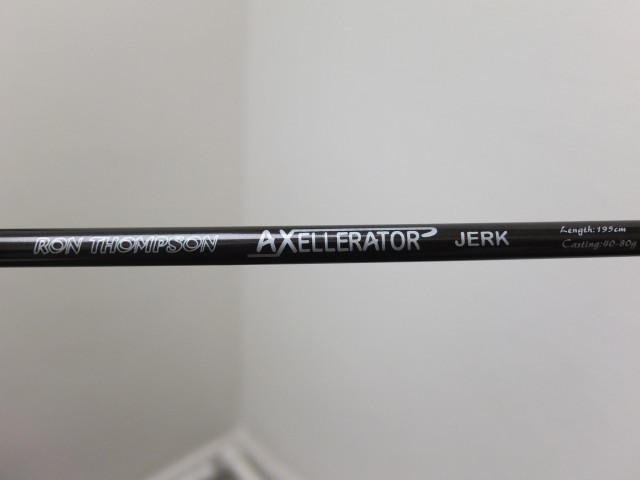 RON THOMPSON AXELLERATOR JERK
Length:195cm
Casting:40-80g